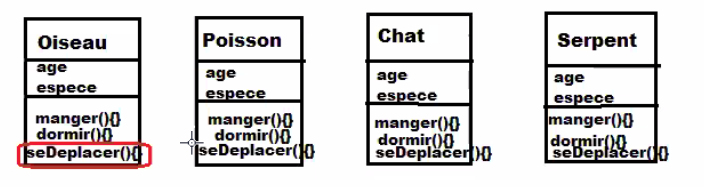 Oiseau
age
espece
manger(){}
dormir(){}
seDeplacer(){}
Poisson
age
espece
manger(){}
dormir(){}
seDeplacer(){}
Chat
age
espece
manger(){}
dormir(){}
seDeplacer(){}
Serpent
age
espece
manger(){}
dormir(){}
seDeplacer(){}